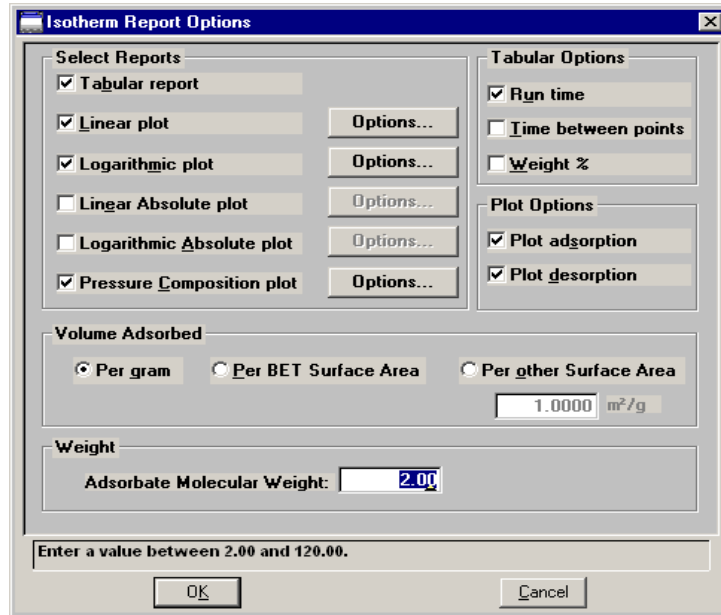 Isotherm Report Options
Select Reports
Tabular report
Linear plot Options...
Logarithmic plot Options...
Linear Absolute plot Options...
Logarithmic Absolute plot Options...
Pressure Composition plot Options...
Tabular Options
Run time
Time between points
Weight %
Plot Options
Plot adsorption
Plot desorption
Volume Adsorbed
Per gram Per BET Surface Area Per other Surface Area
1.0000 m²/g
Weight
Adsorbate Molecular Weight: 2.00
Enter a value between 2.00 and 120.00.
OK Cancel